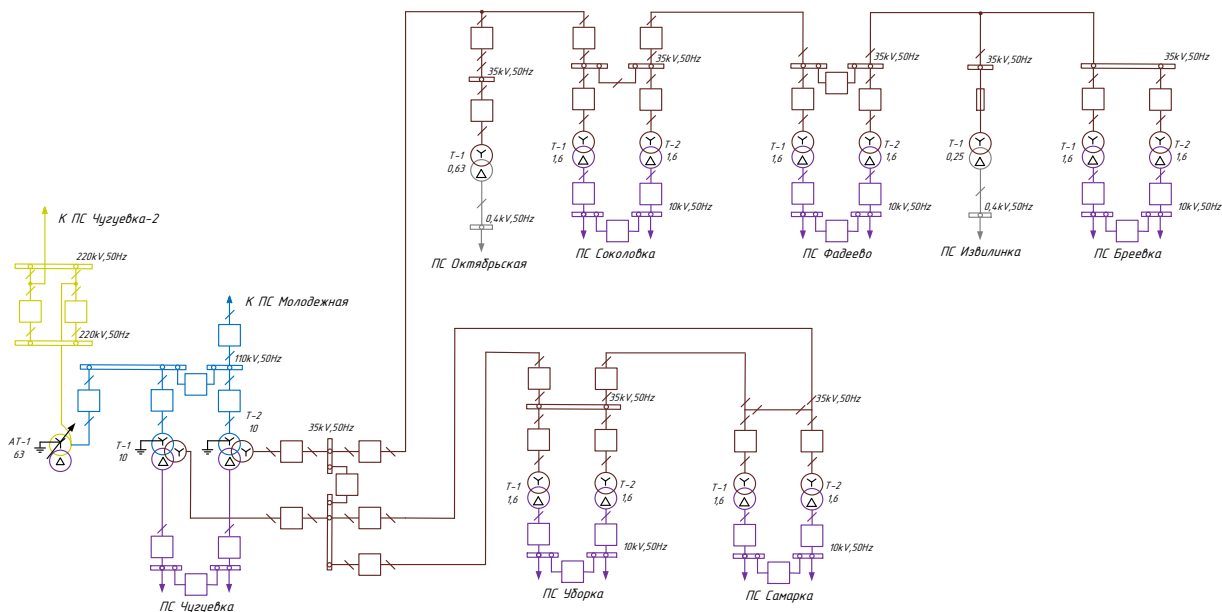 35kV,50Hz
35kV,50Hz
35kV,50Hz
35kV,50Hz
35kV,50Hz
Т-1
0,63
Т-1
1,6
Т-2
1,6
Т-1
1,6
Т-2
1,6
Т-1
0,25
Т-1
1,6
Т-2
1,6
0,4kV,50Hz
10kV,50Hz
10kV,50Hz
0,4kV,50Hz
10kV,50Hz
ПС Октябрьская
ПС Соколовка
ПС Фадеево
ПС Извилинка
ПС Бреевка
К ПС Чугуевка-2
220kV,50Hz
220kV,50Hz
К ПС Молодежная
110kV,50Hz
АТ-1
63
Т-1
10
Т-2
10
35kV,50Hz
35kV,50Hz
35kV,50Hz
Т-1
1,6
Т-2
1,6
Т-1
1,6
Т-2
1,6
10kV,50Hz
10kV,50Hz
ПС Чугуевка
ПС Уборка
ПС Самарка